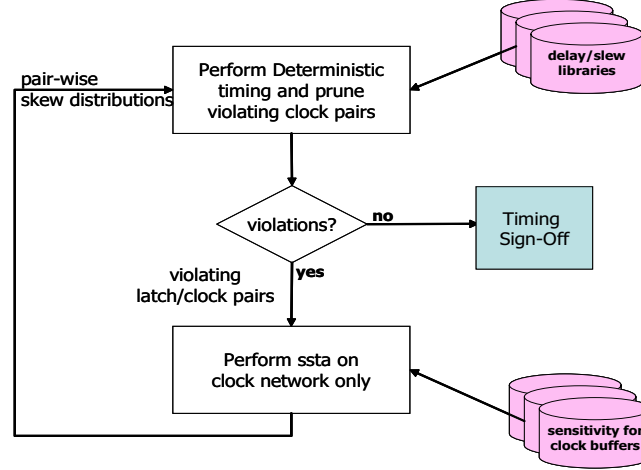 delay/slew
libraries
pair-wise
skew distributions
Perform Deterministic
timing and prune
violating clock pairs
violations?
no
Timing
Sign-Off
yes
violating
latch/clock pairs
Perform ssta on
clock network only
sensitivity for
clock buffers